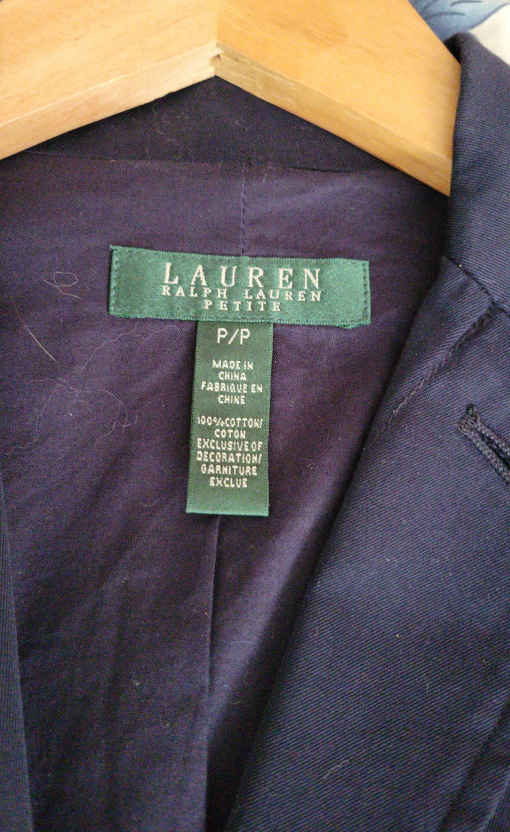 LAUREN
RALPH LAUREN
PETITE
P/P
MADE IN
CHINA
FABRIQUE EN
CHINE
100% COTTON/
COTON
EXCLUSIVE OF
DECORATION/
GARNITURE
EXCLUE